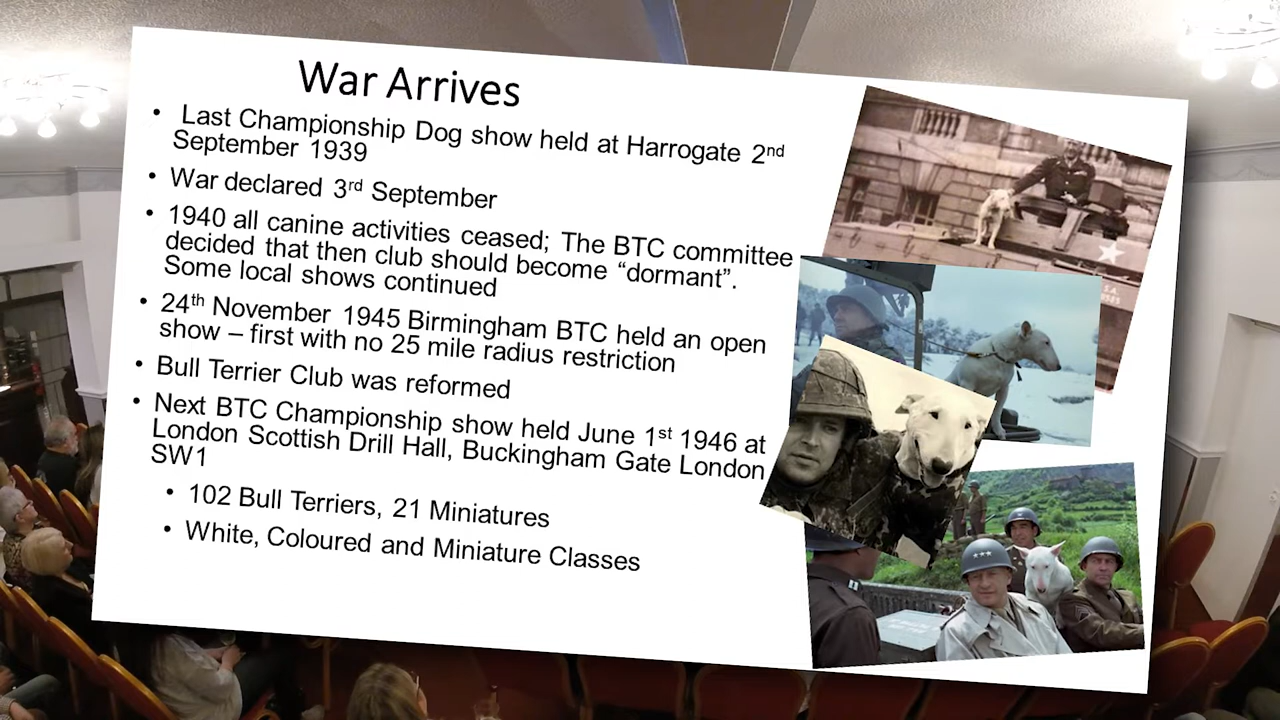 War Arrives
• Last Championship Dog show held at Harrogate 2nd
September 1939
• War declared 3rd September
• 1940 all canine activities ceased; The BTC committee
decided that then club should become “dormant”.
Some local shows continued
• 24th November 1945 Birmingham BTC held an open
show – first with no 25 mile radius restriction
• Bull Terrier Club was reformed
• Next BTC Championship show held June 1st 1946 at
London Scottish Drill Hall, Buckingham Gate London
SW1
• 102 Bull Terriers, 21 Miniatures
• White, Coloured and Miniature Classes